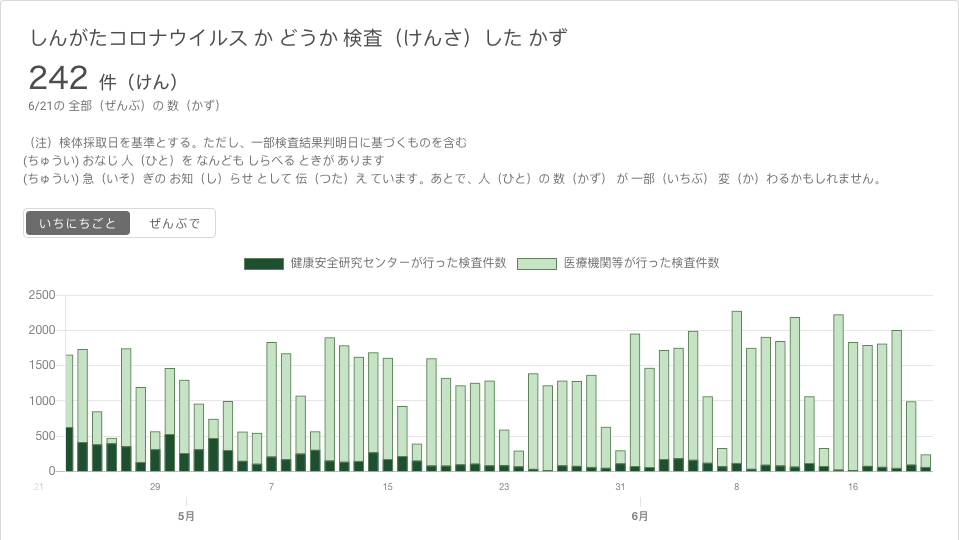 しんがたコロナウイルス か どうか 検査（けんさ）した かず
242 件（けん）
6/21の 全部（ぜんぶ）の 数（かず）
（注）検体採取日を基準とする。ただし、一部検査結果判明日に基づくものを含む
(ちゅうい) おなじ 人（ひと）を なんども しらべる ときが あります
(ちゅうい) 急（いそ）ぎの お知（し）らせ として 伝（つた）え ています。あとで、人（ひと）の 数（かず） が 一部（いちぶ） 変（か）わるかもしれません。
いちにちごと ぜんぶで
健康安全研究センターが行った検査件数 医療機関等が行った検査件数
2500
2000
1500
1000
500
0
21 29 7 15 23 31 8 16
5月 6月